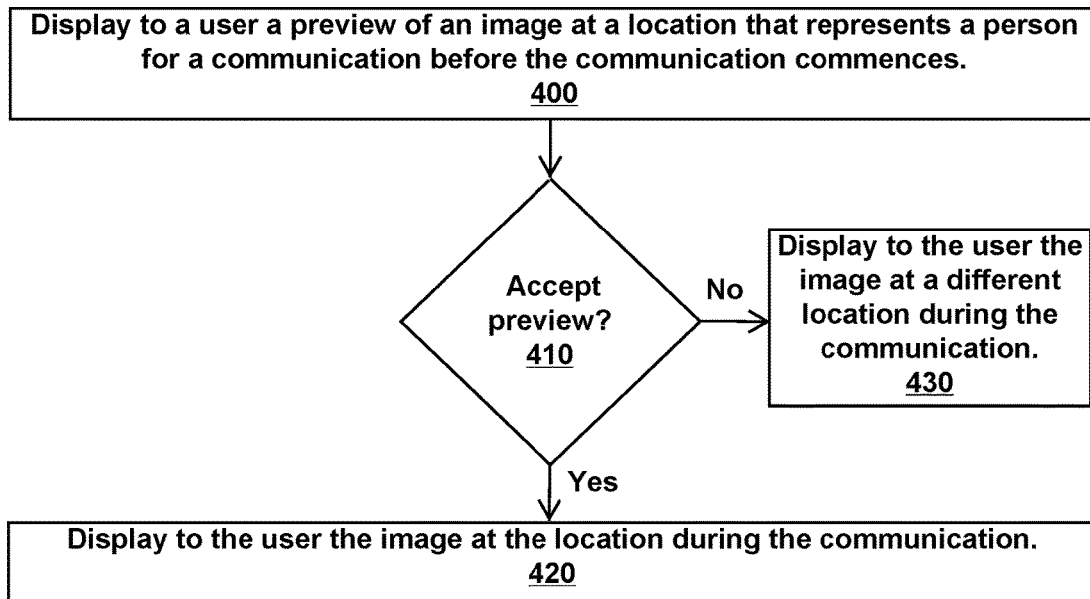 Display to a user a preview of an image at a location that represents a person
for a communication before the communication commences.
400
Accept
preview?
410
No
Display to the user the
image at a different
location during the
communication.
430
Yes
Display to the user the image at the location during the communication.
420